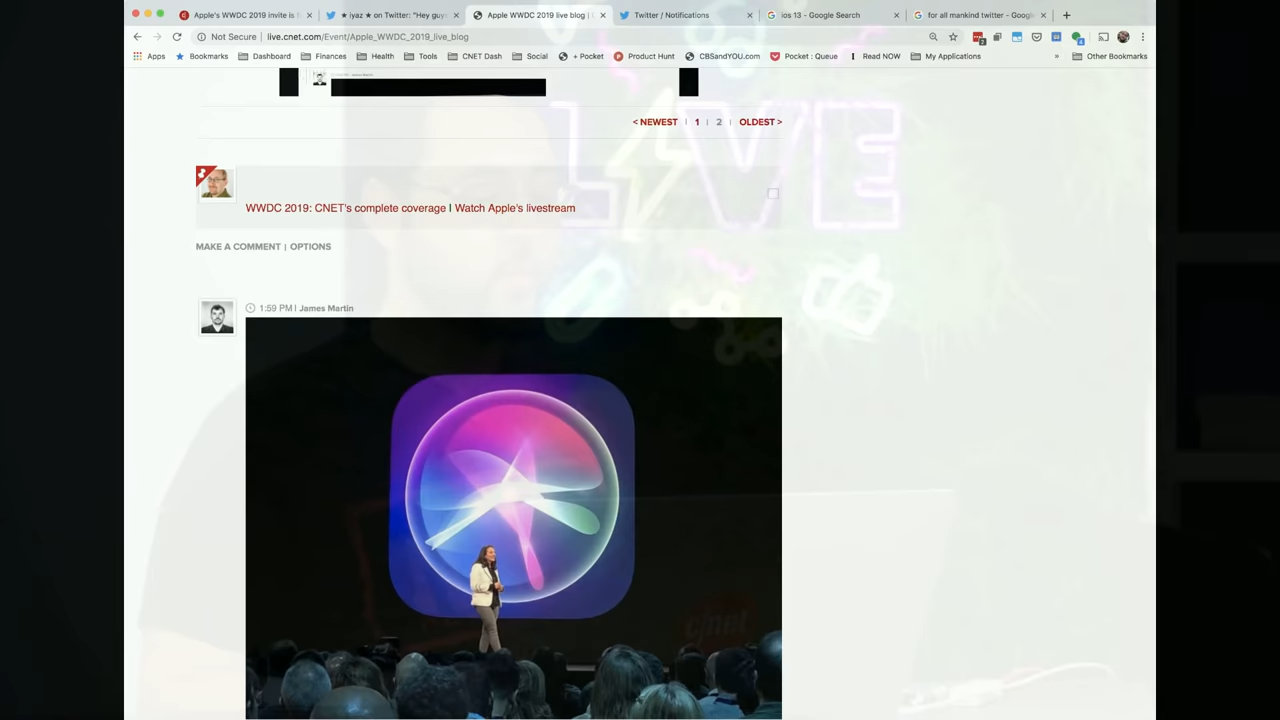 Apple's WWDC 2019 invite is
★ iyaz ★ on Twitter: "Hey guy
Apple WWDC 2019 live blog |
Twitter / Notifications
ios 13 - Google Search
for all mankind twitter - Goog
Not Secure | live.cnet.com/Event/Apple_WWDC_2019_live_blog
Apps
Bookmarks
Dashboard
Finances
Health
Tools
CNET Dash
Social
+ Pocket
Product Hunt
CBSandYOU.com
Pocket : Queue
Read NOW
My Applications
»
Other Bookmarks
< NEWEST | 1 | 2 | OLDEST >
LIVE
WWDC 2019: CNET's complete coverage | Watch Apple's livestream
MAKE A COMMENT | OPTIONS
1:59 PM | James Martin
cnet